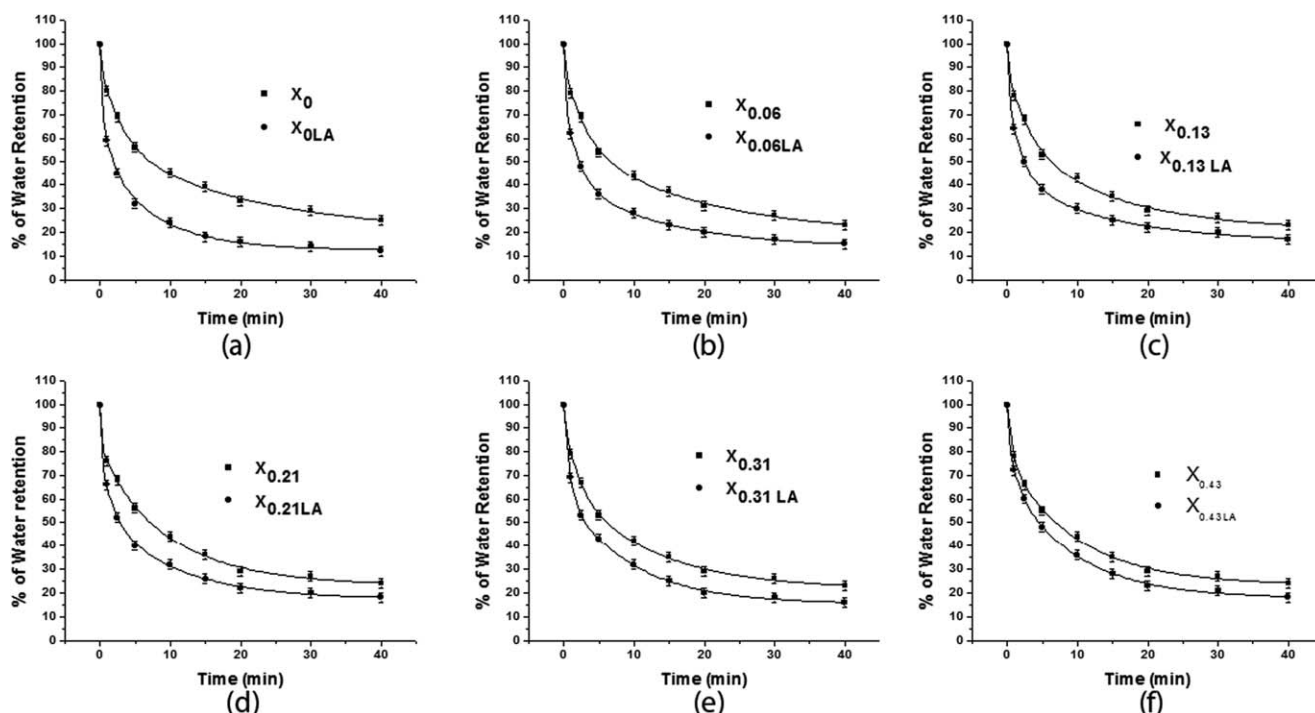 110
100
90
80
70
60
50
40
30
20
10
0
% of Water Retention
X0
X0LA
0 10 20 30 40
Time (min)
(a)
110
100
90
80
70
60
50
40
30
20
10
0
% of Water Retention
X0.06
X0.06LA
0 10 20 30 40
Time (min)
(b)
110
100
90
80
70
60
50
40
30
20
10
0
% of Water Retention
X0.13
X0.13 LA
0 10 20 30 40
Time (min)
(c)
110
100
90
80
70
60
50
40
30
20
10
0
% of Water retention
X0.21
X0.21LA
0 10 20 30 40
Time (min)
(d)
110
100
90
80
70
60
50
40
30
20
10
0
% of Water Retention
X0.31
X0.31 LA
0 10 20 30 40
Time (min)
(e)
110
100
90
80
70
60
50
40
30
20
10
0
% of Water Retention
X0.43
X0.43LA
0 10 20 30 40
Time (min)
(f)